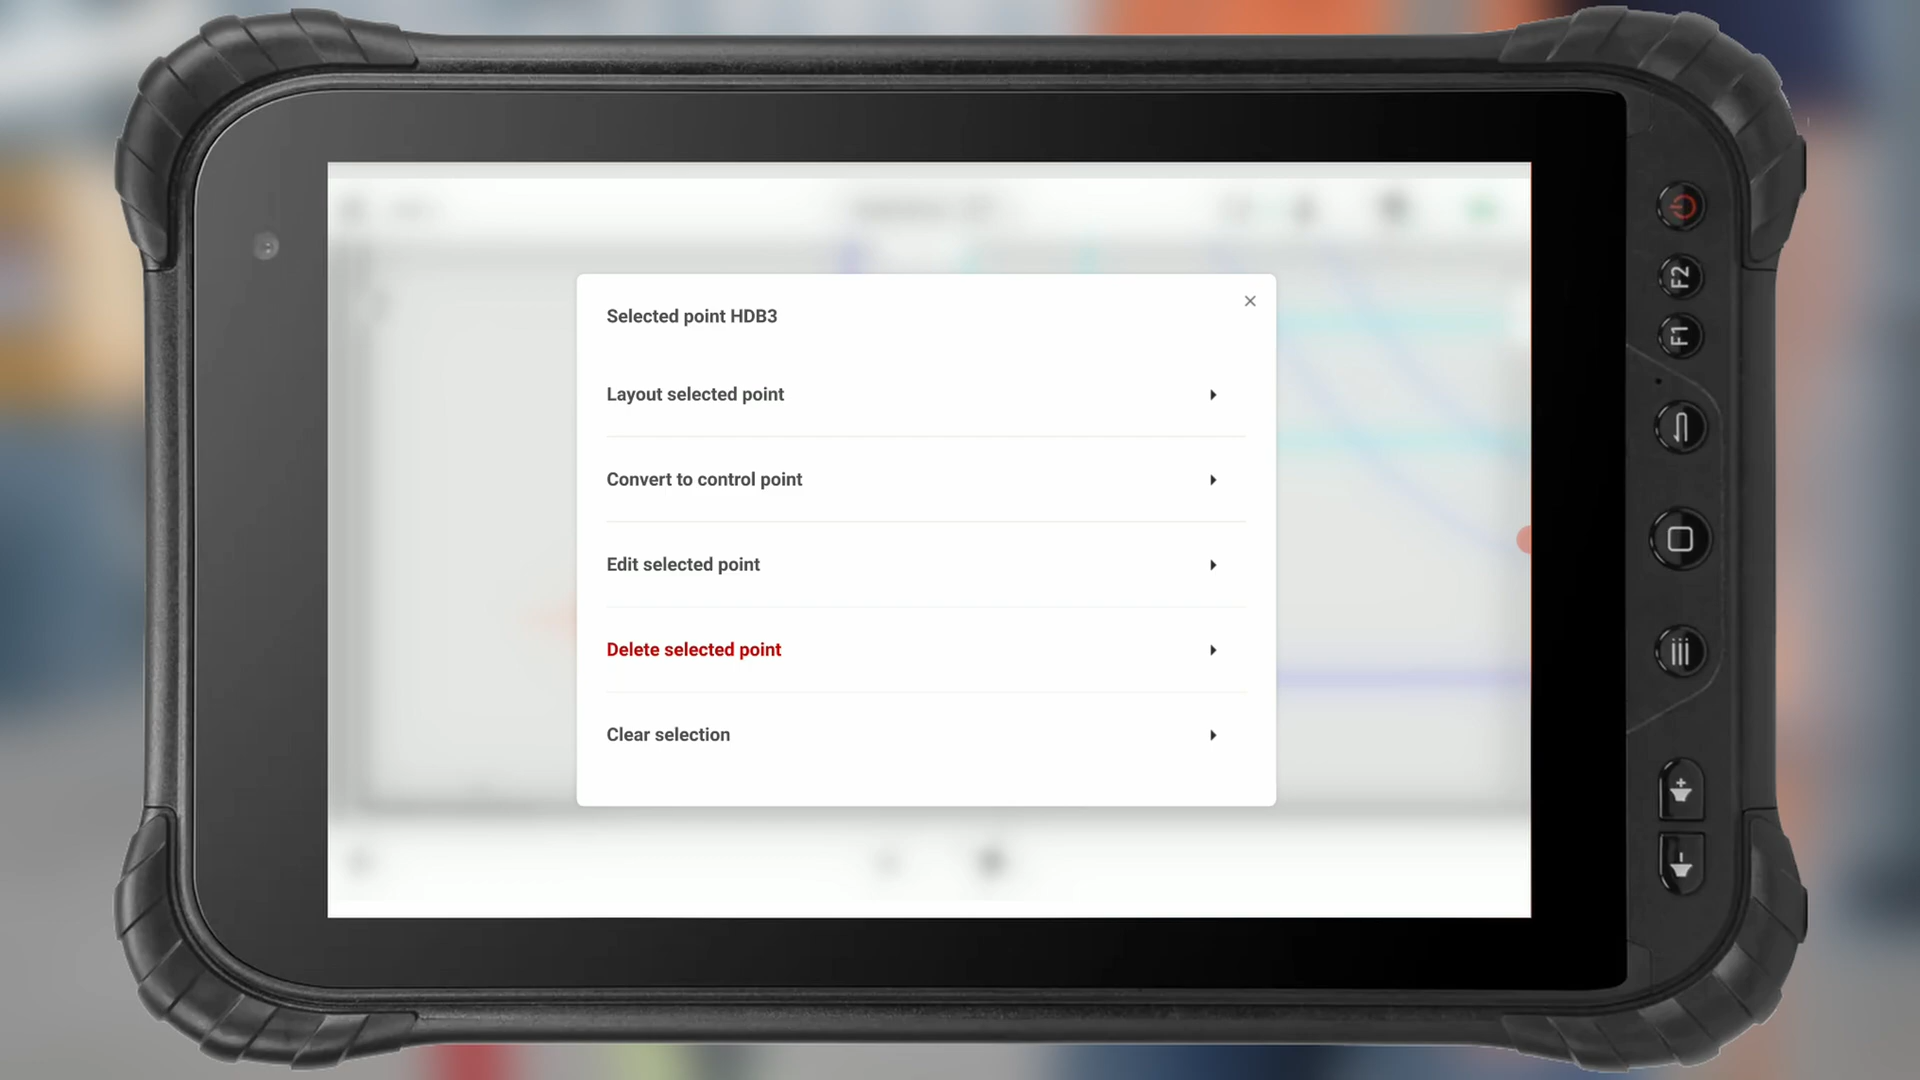 Selected point HDB3
Layout selected point
Convert to control point
Edit selected point
Delete selected point
Clear selection
F2
F1